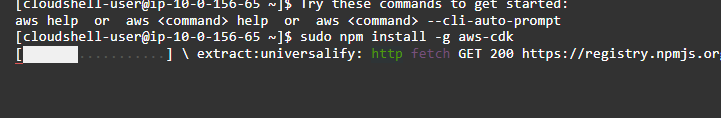 [cloudshell-user@ip-10-0-156-65 ~]$ Try these commands to get started:
aws help  or  aws <command> help  or  aws <command> --cli-auto-prompt
[cloudshell-user@ip-10-0-156-65 ~]$ sudo npm install -g aws-cdk
[ ...........] \ extract:universalify: http fetch GET 200 https://registry.npmjs.or